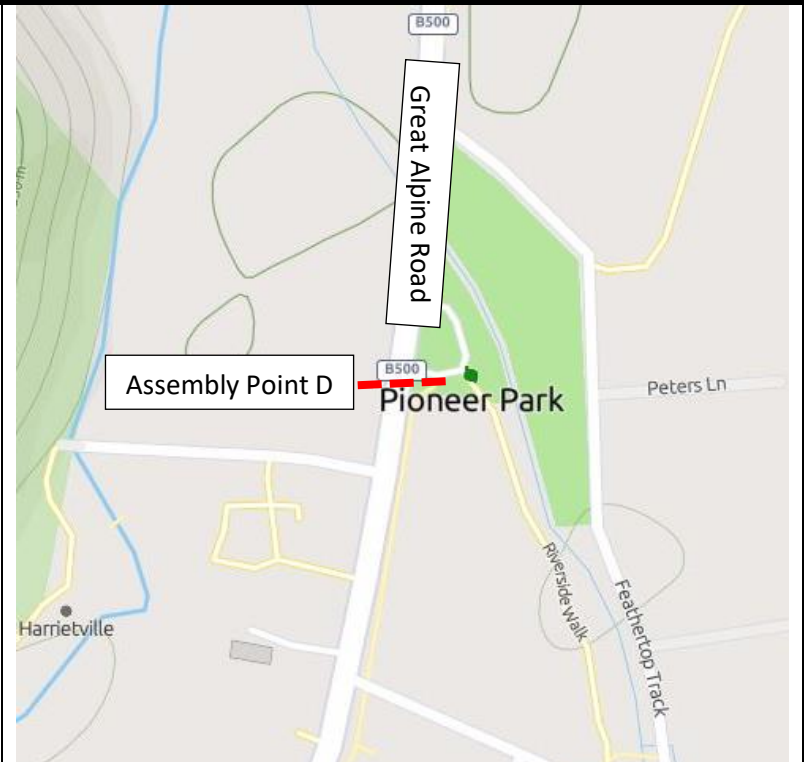 B500
Great Alpine Road
Assembly Point D
B500
Pioneer Park
Peters Ln
Riverside Walk
Feathertop Track
Harrietville